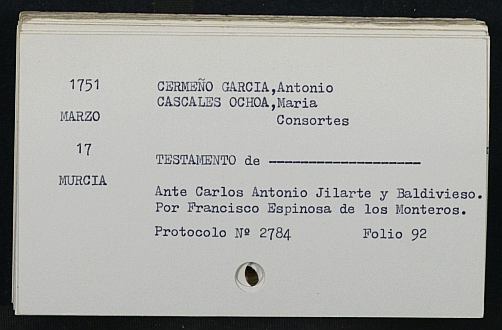 1751
CERMEÑO GARCIA,Antonio
CASCALES OCHOA,Maria
MARZO
Consortes
17
TESTAMENTO de -------------------
MURCIA
Ante Carlos Antonio Jilarte y Baldivieso.
Por Francisco Espinosa de los Monteros.
Protocolo Nº 2784 Folio 92